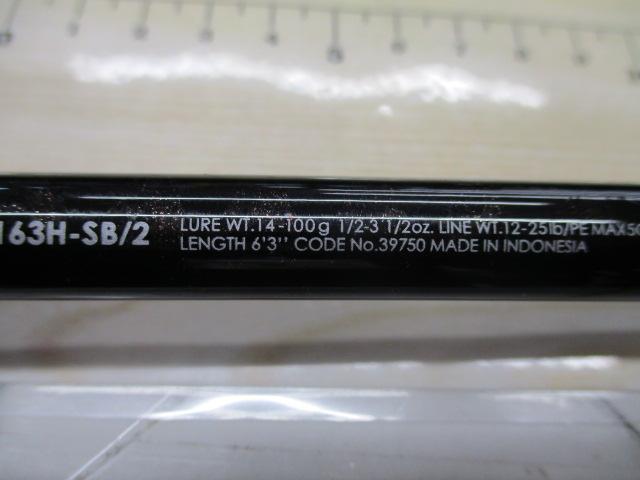 163H-SB/2
LURE WT.14-100g 1/2-3 1/2oz. LINE WT.12-25lb/PE MAX5
LENGTH 6'3'' CODE No.39750 MADE IN INDONESIA